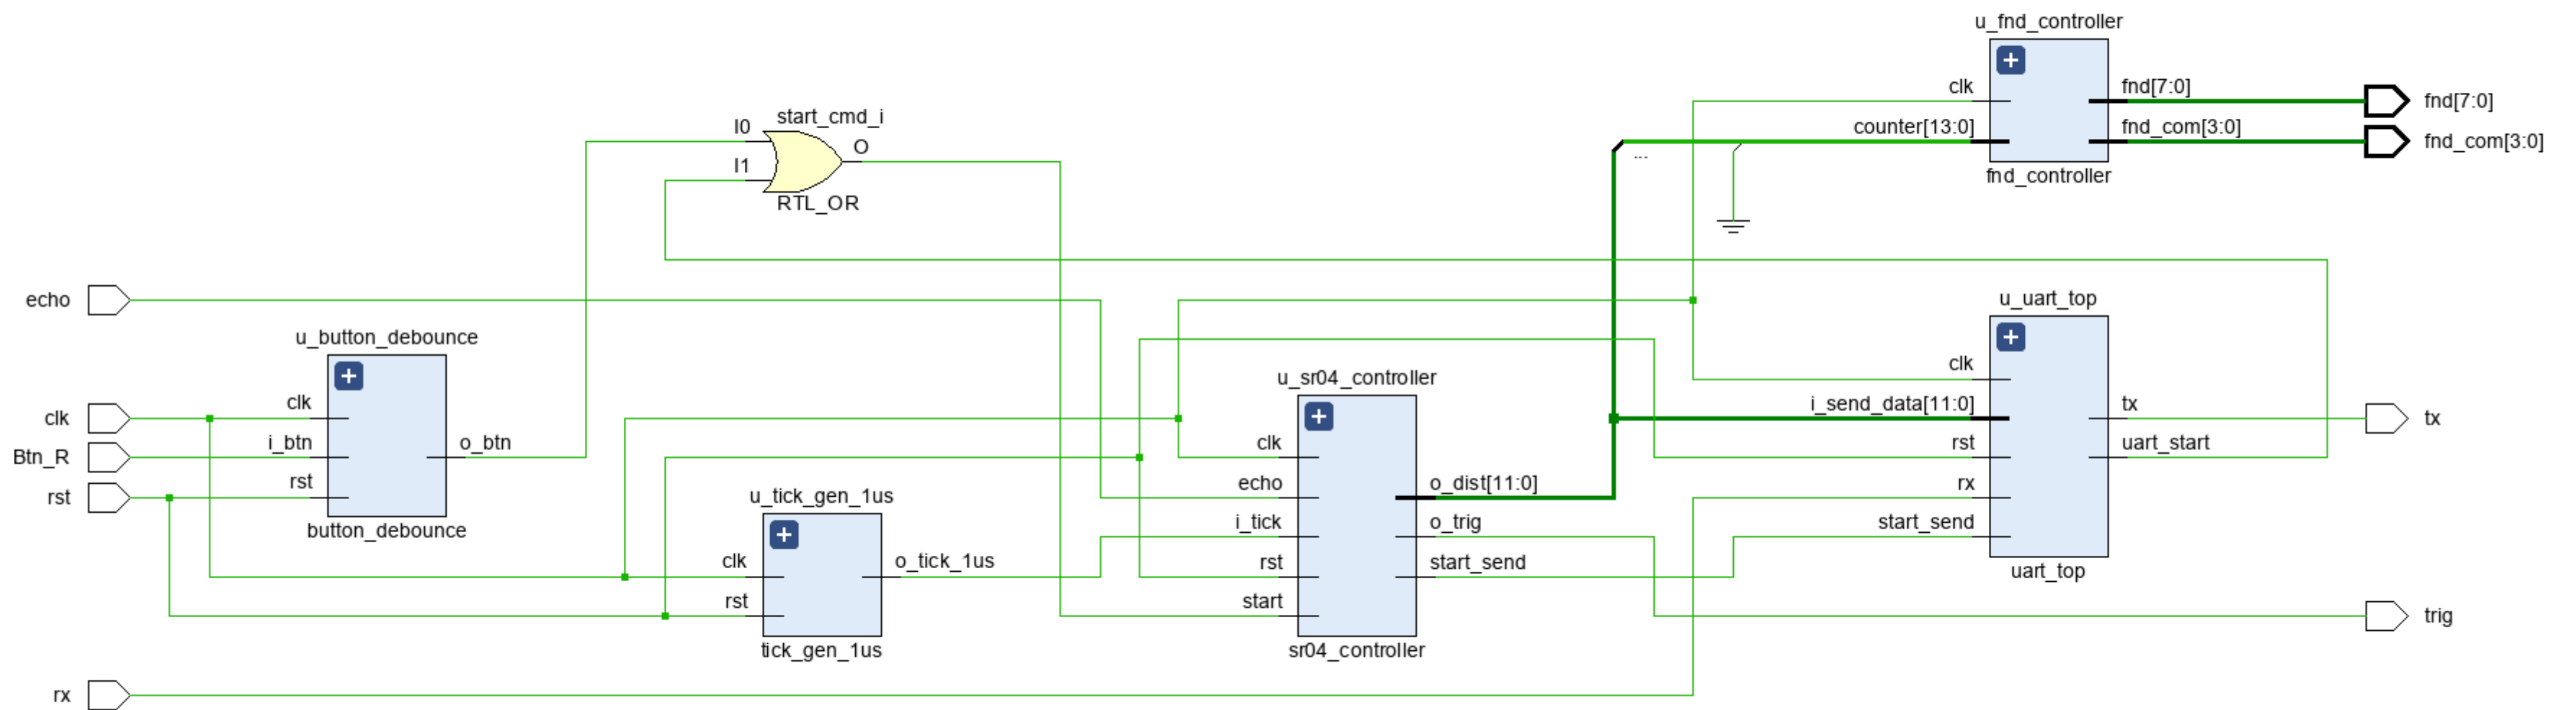 u_fnd_controller
clk
fnd[7:0]
fnd[7:0]
counter[13:0]
fnd_com[3:0]
fnd_com[3:0]
fnd_controller
...
start_cmd_i
I0
O
I1
RTL_OR
echo
u_button_debounce
clk
clk
Btn_R
i_btn
o_btn
rst
rst
button_debounce
u_tick_gen_1us
clk
o_tick_1us
rst
tick_gen_1us
u_sr04_controller
clk
echo
o_dist[11:0]
i_tick
o_trig
rst
start_send
start
sr04_controller
u_uart_top
clk
i_send_data[11:0]
tx
tx
rst
uart_start
rx
start_send
uart_top
trig
rx